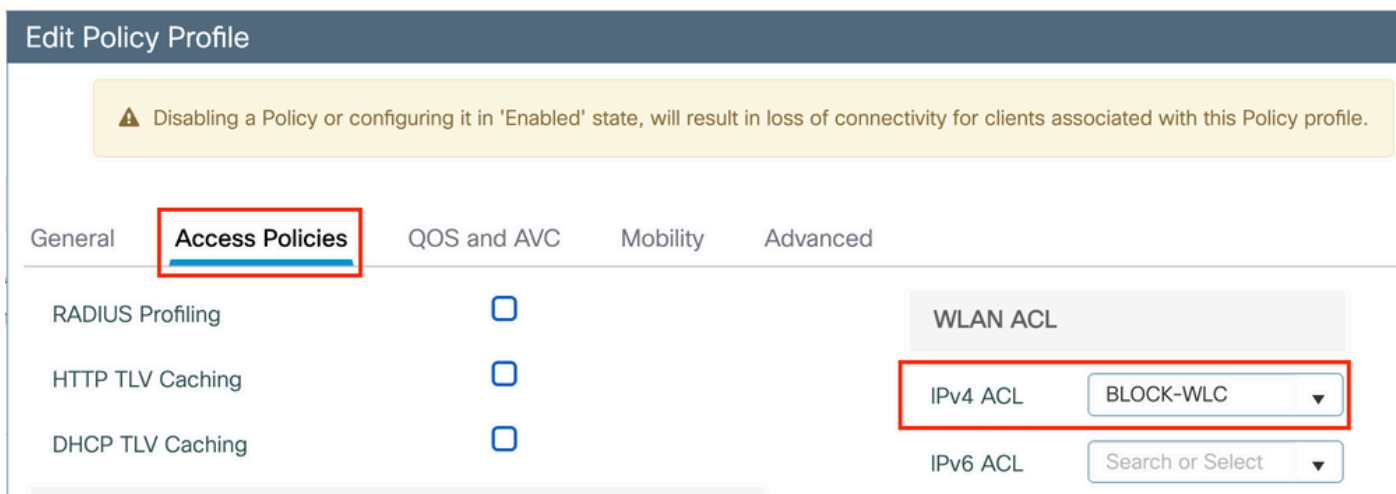 Edit Policy Profile
Disabling a Policy or configuring it in 'Enabled' state, will result in loss of connectivity for clients associated with this Policy profile.
General Access Policies QOS and AVC Mobility Advanced
RADIUS Profiling
HTTP TLV Caching
DHCP TLV Caching
WLAN ACL
IPv4 ACL BLOCK-WLC
IPv6 ACL Search or Select